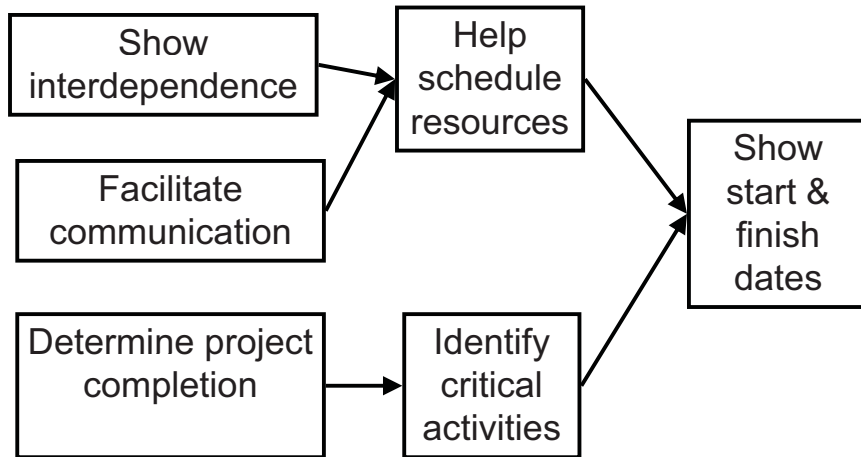 Show
interdependence
Help
schedule
resources
Facilitate
communication
Show
start &
finish
dates
Determine project
completion
Identify
critical
activities